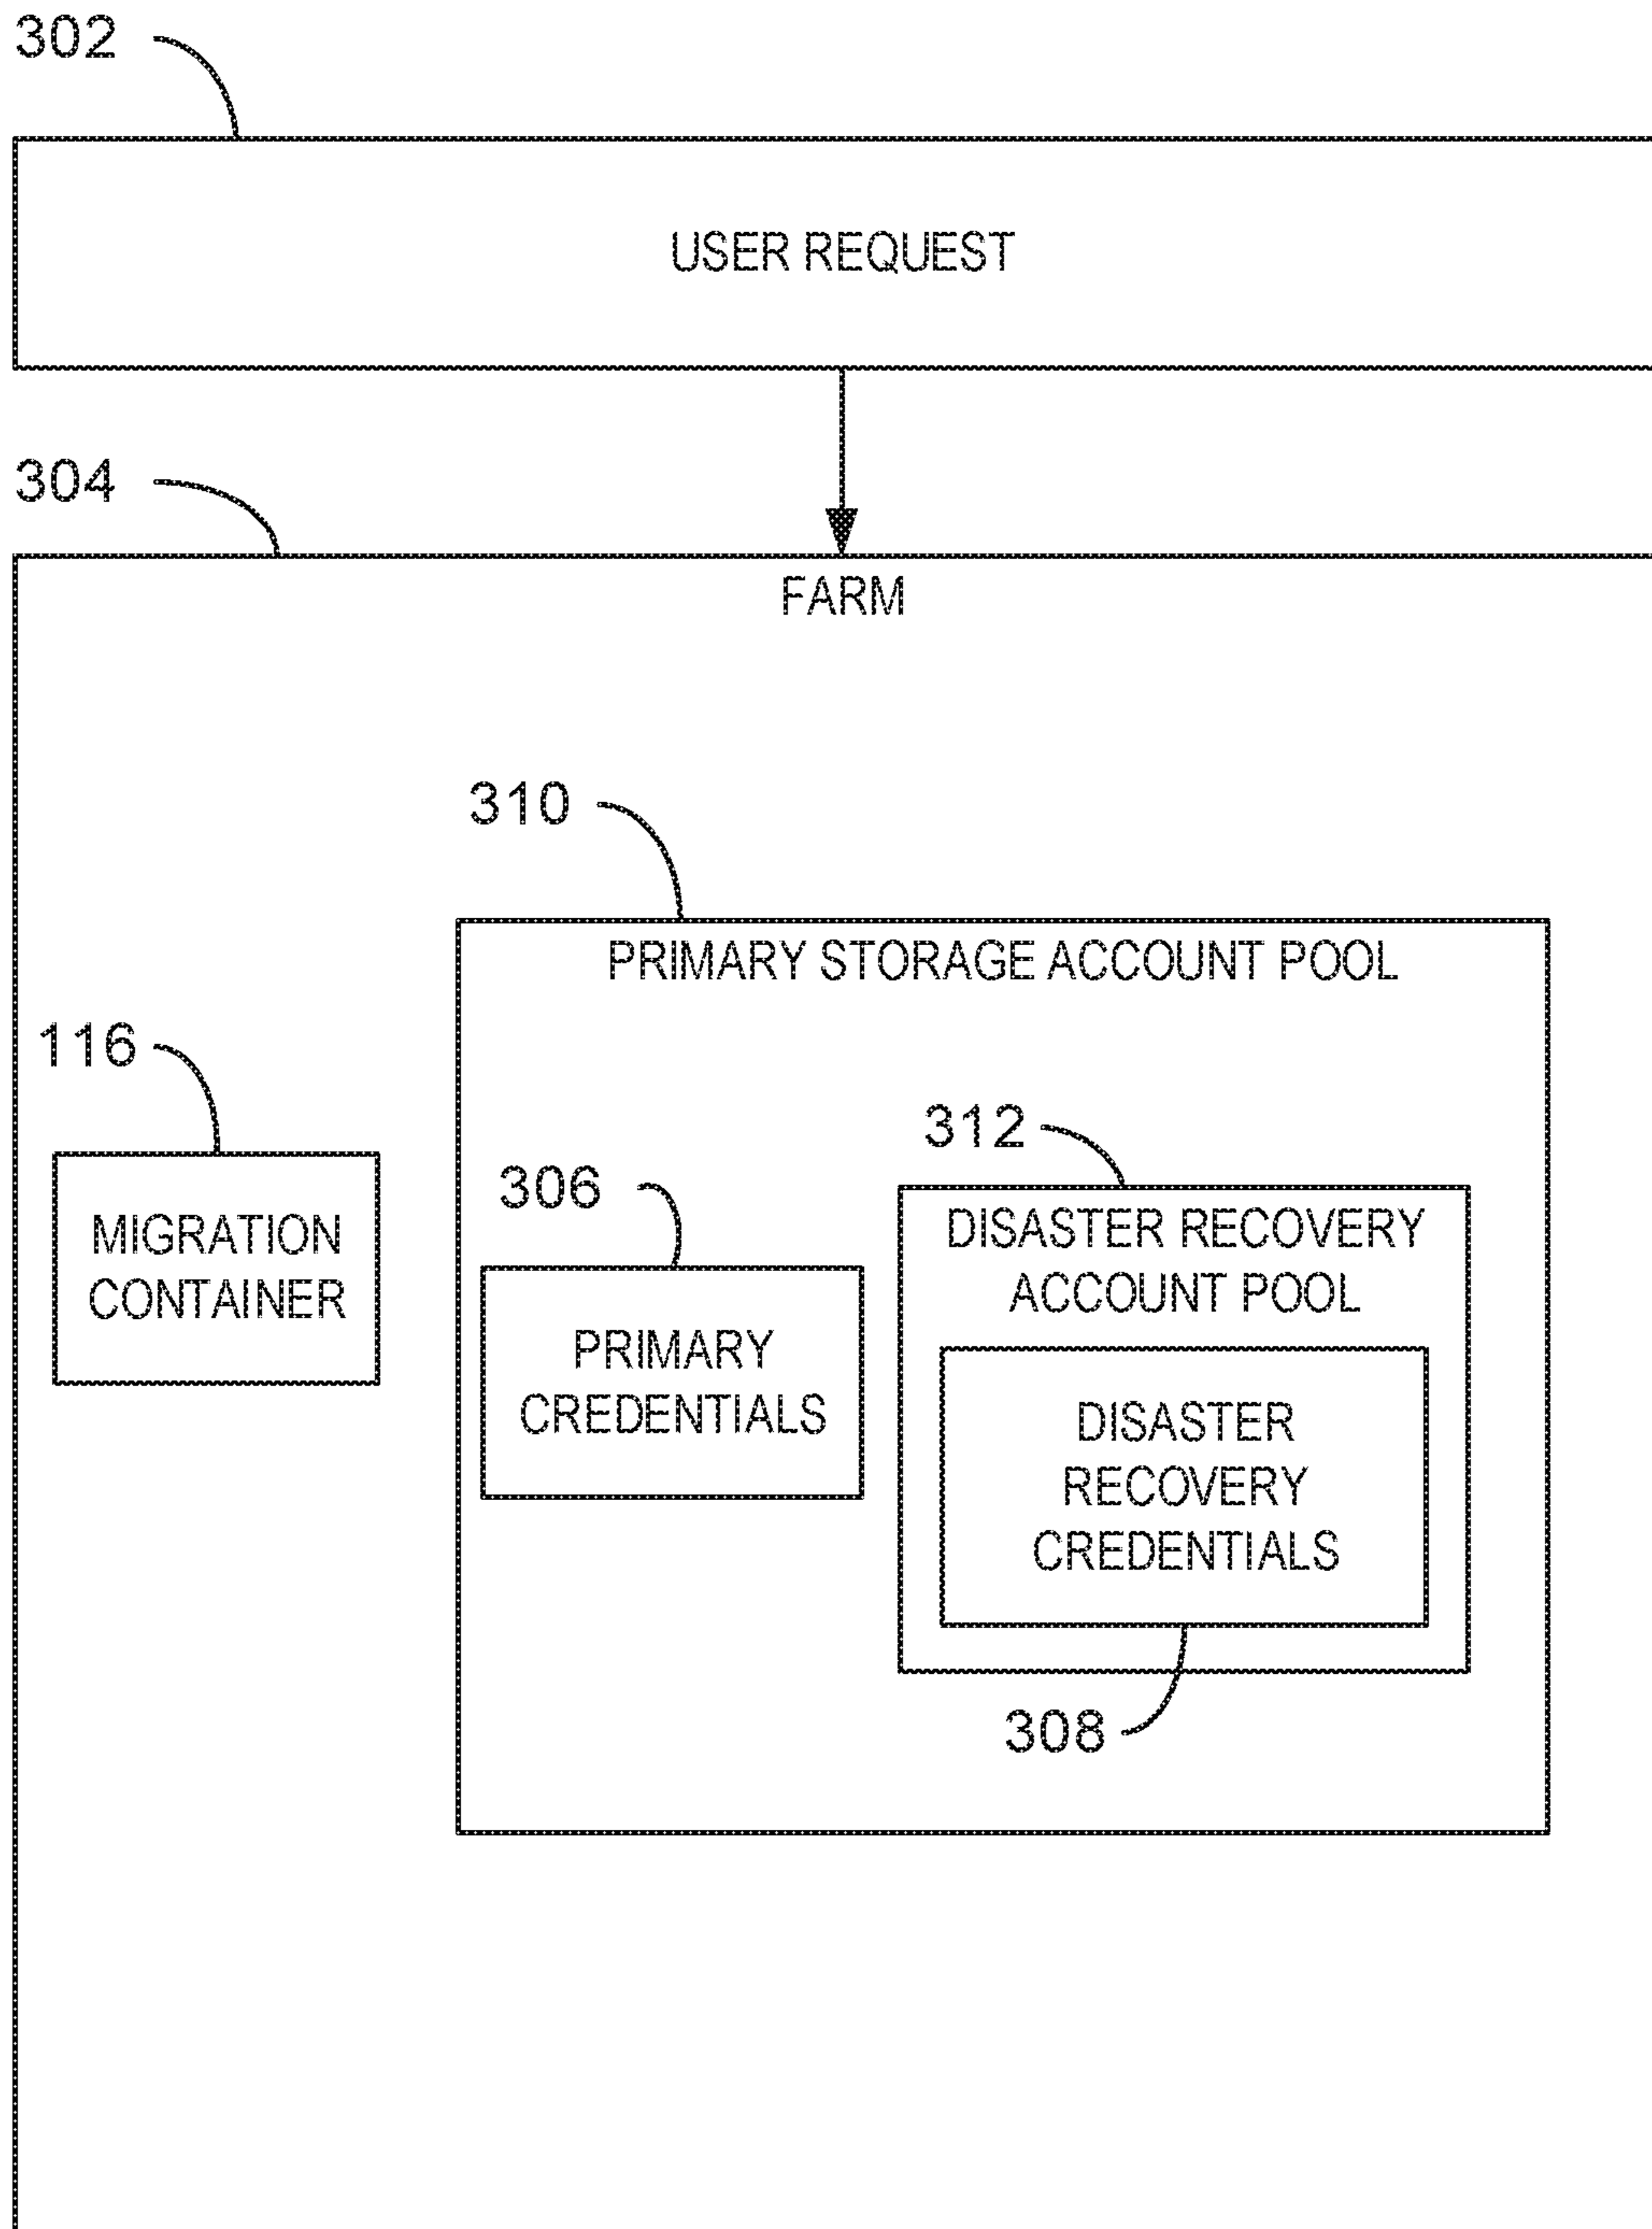 302
USER REQUEST
304
FARM
310
PRIMARY STORAGE ACCOUNT POOL
116
MIGRATION
CONTAINER
306
PRIMARY
CREDENTIALS
312
DISASTER RECOVERY
ACCOUNT POOL
DISASTER
RECOVERY
CREDENTIALS
308